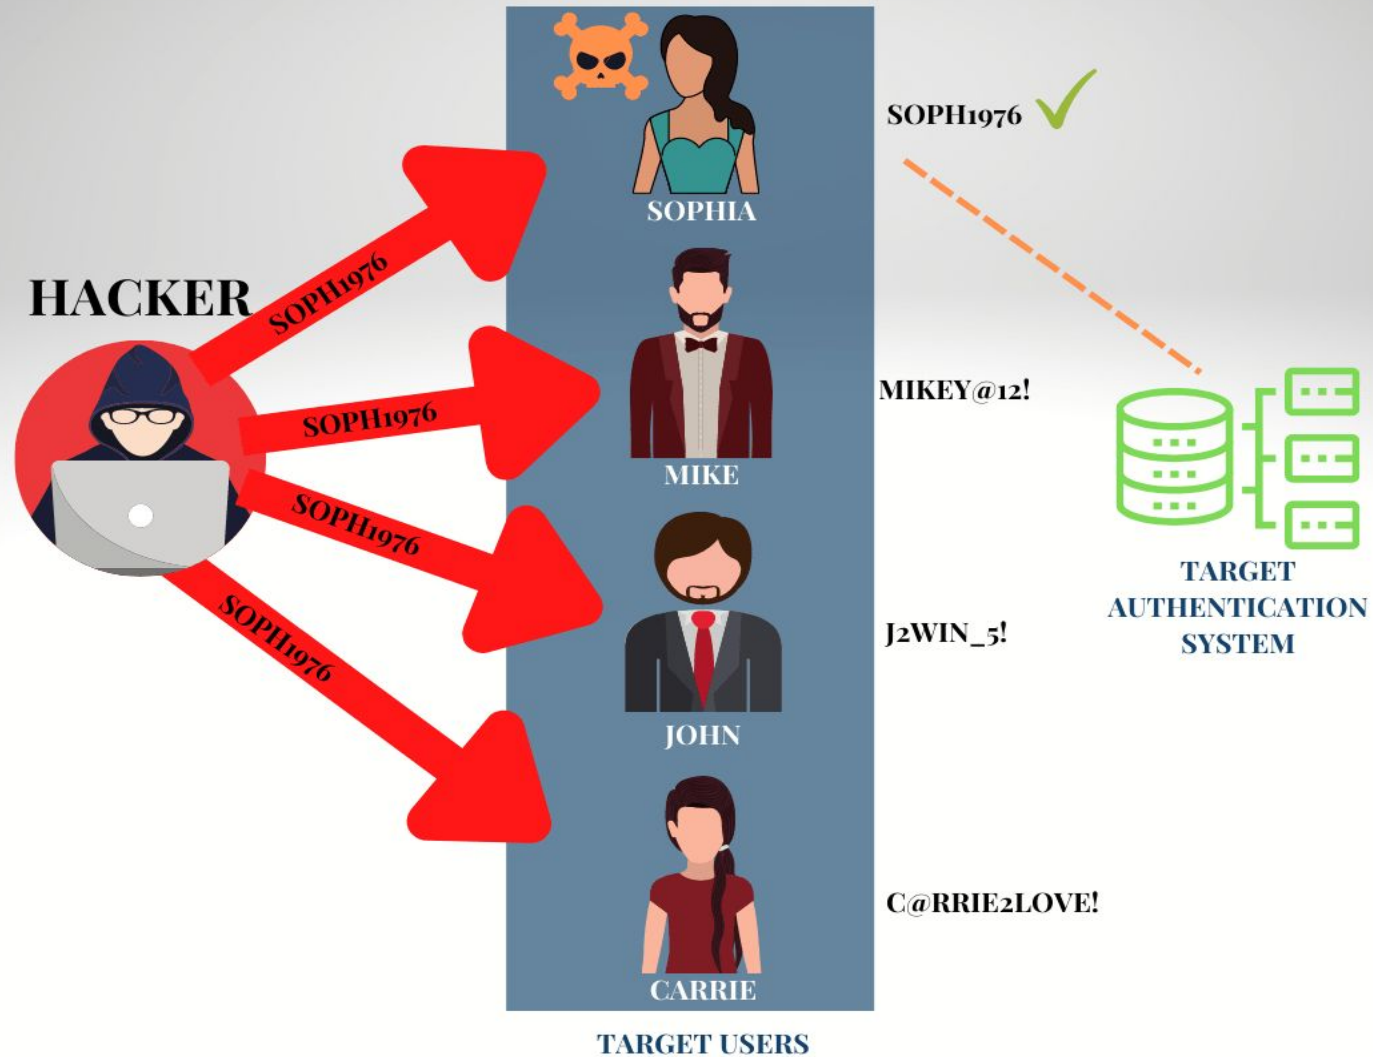 HACKER
SOPH1976
SOPH1976
SOPH1976
SOPH1976
SOPHIA
MIKE
JOHN
CARRIE
TARGET USERS
SOPH1976
MIKEY@12!
J2WIN_5!
C@RRIE2LOVE!
TARGET
AUTHENTICATION
SYSTEM